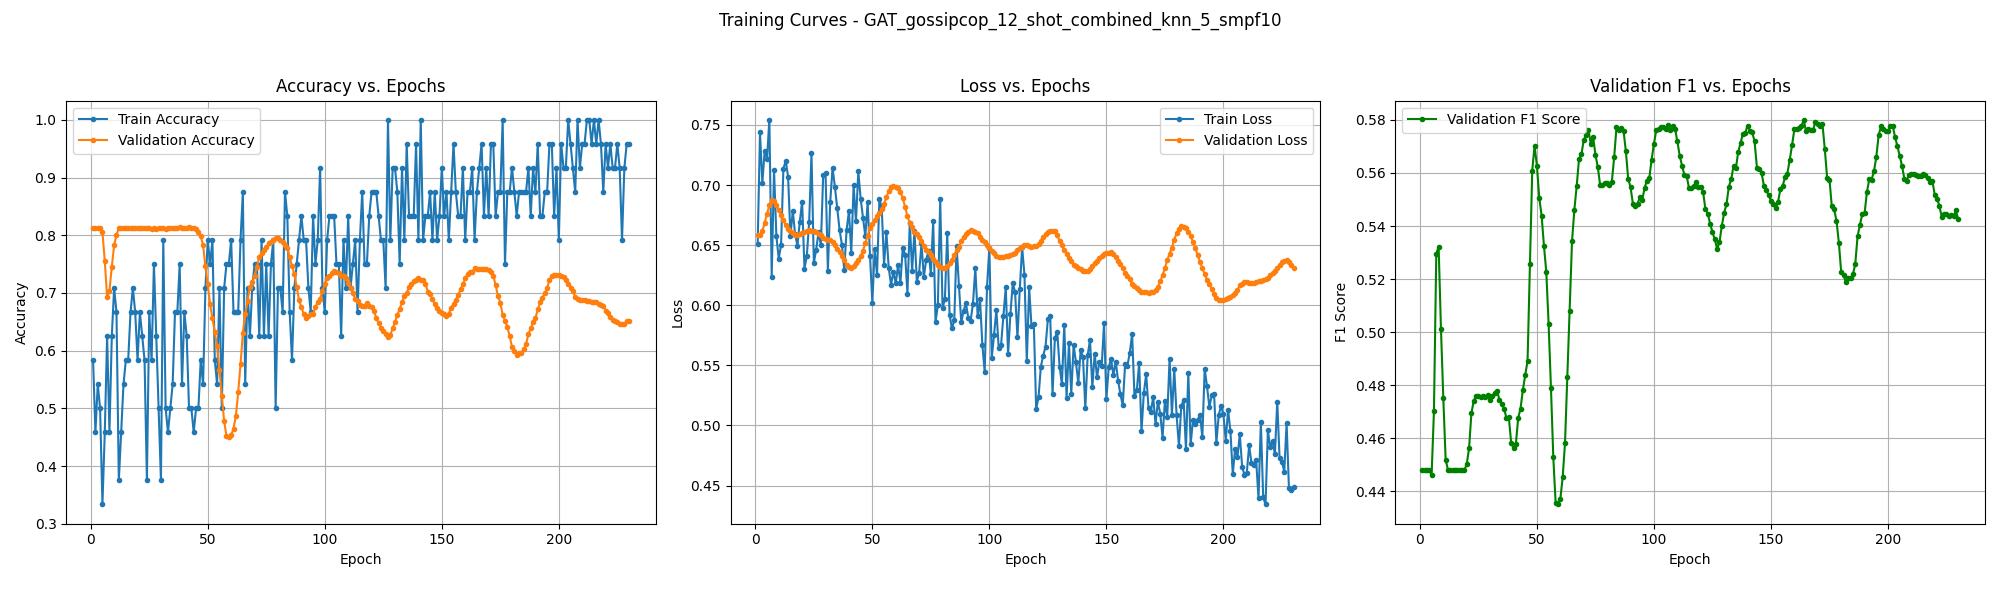 Training Curves - GAT_gossipcop_12_shot_combined_knn_5_smpf10
Accuracy vs. Epochs
Train Accuracy
Validation Accuracy
1.0
0.9
0.8
0.7
0.6
0.5
0.4
0.3
Accuracy
0 50 100 150 200
Epoch
Loss vs. Epochs
Train Loss
Validation Loss
0.75
0.70
0.65
0.60
0.55
0.50
0.45
Loss
0 50 100 150 200
Epoch
Validation F1 vs. Epochs
Validation F1 Score
0.58
0.56
0.54
0.52
0.50
0.48
0.46
0.44
F1 Score
0 50 100 150 200
Epoch